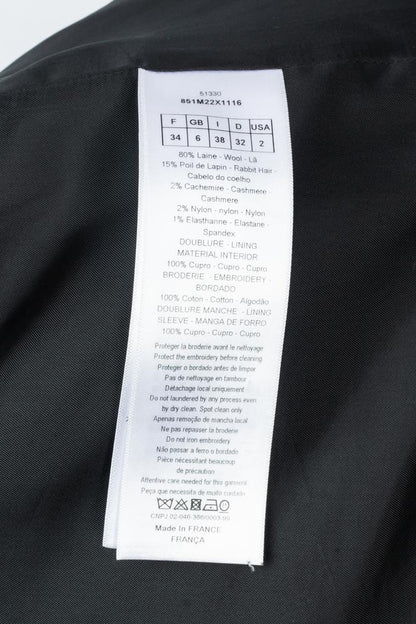 51330
851M22X1116
F GB I D USA
34 6 38 32 2
80% Laine - Wool - Lã
15% Poil de Lapin - Rabbit Hair -
Cabelo do coelho
2% Cachemire - Cashmere -
Cashmere
2% Nylon - nylon - Nylon
1% Elasthanne - Elastane -
Spandex
DOUBLURE - LINING
MATERIAL INTERIOR
100% Cupro - Cupro - Cupro
BRODERIE - EMBROIDERY -
BORDADO
100% Coton - Cotton - Algodão
DOUBLURE MANCHE - LINING
SLEEVE - MANGA DE FORRO
100% Cupro - Cupro - Cupro
Protéger la broderie avant le nettoyage
Protect the embroidery before cleaning
Proteger o bordado antes de limpar
Pas de nettoyage en tambour
Détachage local uniquement
Do not laundered by any process even
by dry clean. Spot clean only
Apenas remoção de mancha local
Ne pas repasser la broderie
Do not iron embroidery
Não passar a ferro o bordado
Pièce nécessitant beaucoup
de précaution
Attentive care needed for this garment
Peça que necessita de muito cuidado
CNPJ 02-046-386/0003-90
Made In FRANCE
FRANÇA